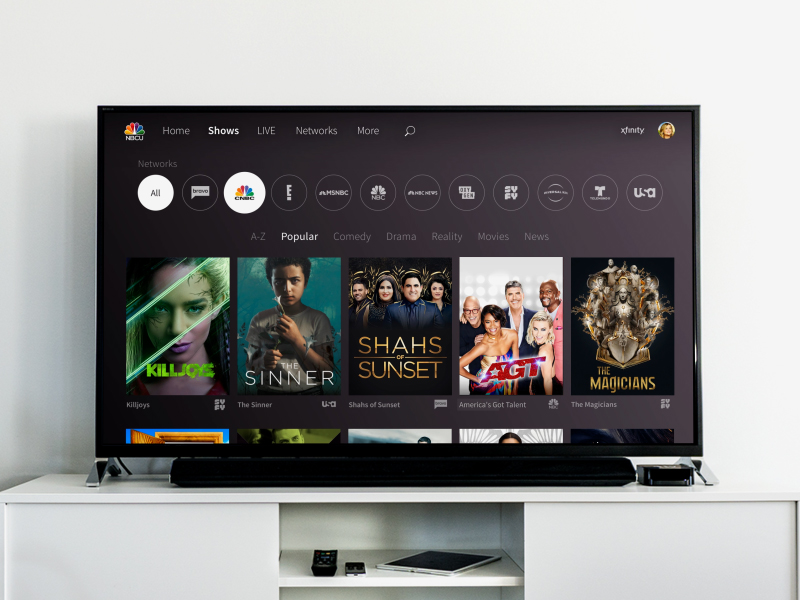 NBCU
Home
Shows
LIVE
Networks
More
xfinity
Networks
All
bravo
CNBC
E!
MSNBC
NBC
NBC NEWS
OXY
GEN
SYFY
UNIVERSAL KIDS
TELEMUNDO
usa
A-Z
Popular
Comedy
Drama
Reality
Movies
News
KILLJOYS
THE
SINNER
SHAHS
OF
SUNSET
AGT
THE
MAGICIANS
Killjoys
SYFY
The Sinner
usa
Shahs of Sunset
bravo
America's Got Talent
NBC
The Magicians
SYFY